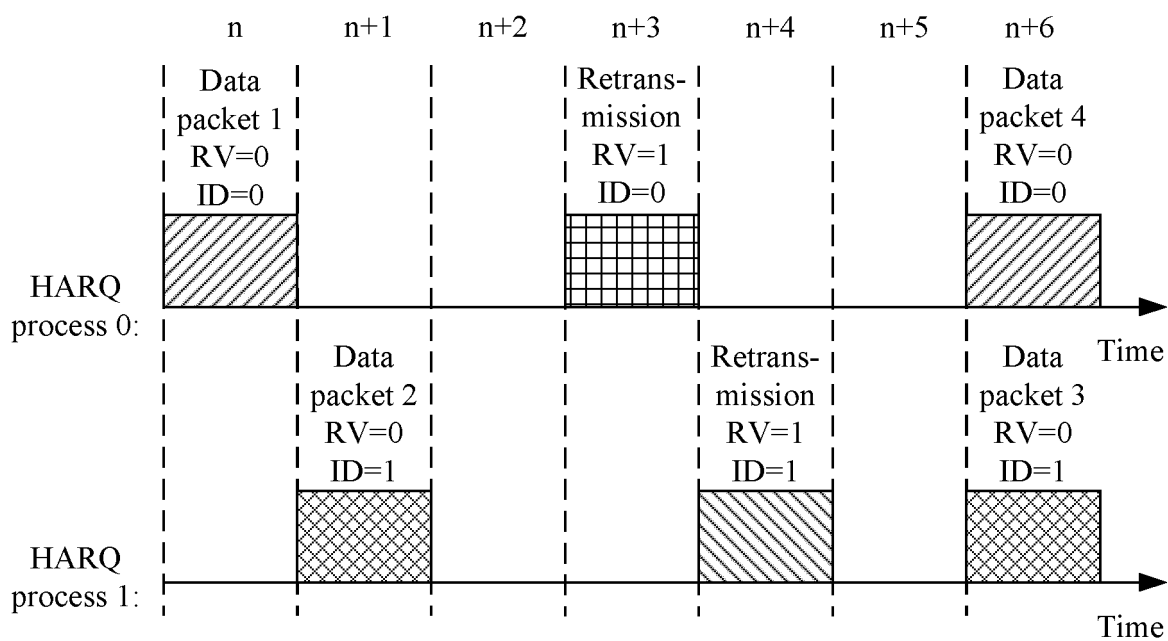 n n+1 n+2 n+3 n+4 n+5 n+6
Data
packet 1
RV=0
ID=0
Retrans-
mission
RV=1
ID=0
Data
packet 4
RV=0
ID=0
HARQ
process 0:
Time
Data
packet 2
RV=0
ID=1
Retrans-
mission
RV=1
ID=1
Data
packet 3
RV=0
ID=1
HARQ
process 1:
Time